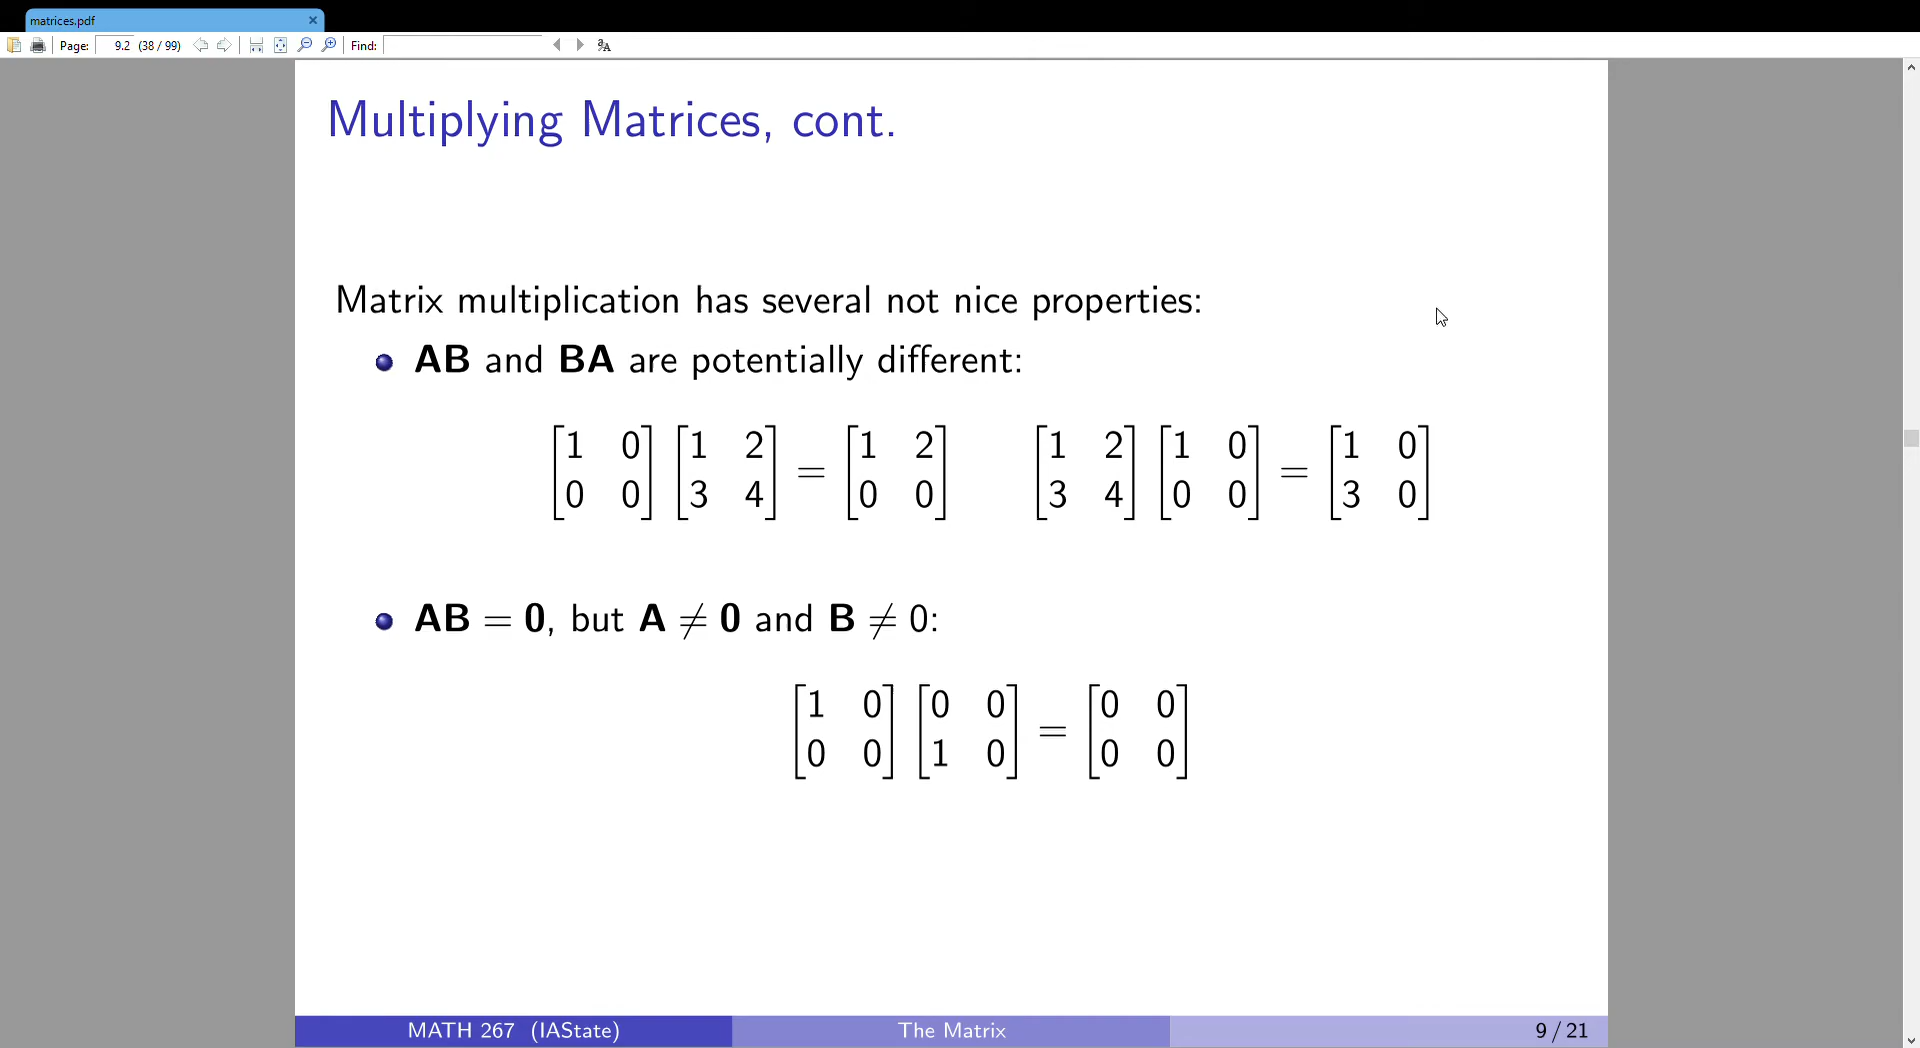 matrices.pdf ×
Page: 9.2 (38 / 99) Find:
Multiplying Matrices, cont.
Matrix multiplication has several not nice properties:
AB and BA are potentially different:
[1 0] [1 2] = [1 2] [1 2] [1 0] = [1 0]
[0 0] [3 4] [0 0] [3 4] [0 0] [3 0]
AB = 0, but A ≠ 0 and B ≠ 0:
[1 0] [0 0] = [0 0]
[0 0] [1 0] [0 0]
MATH 267 (IAState) The Matrix 9 / 21